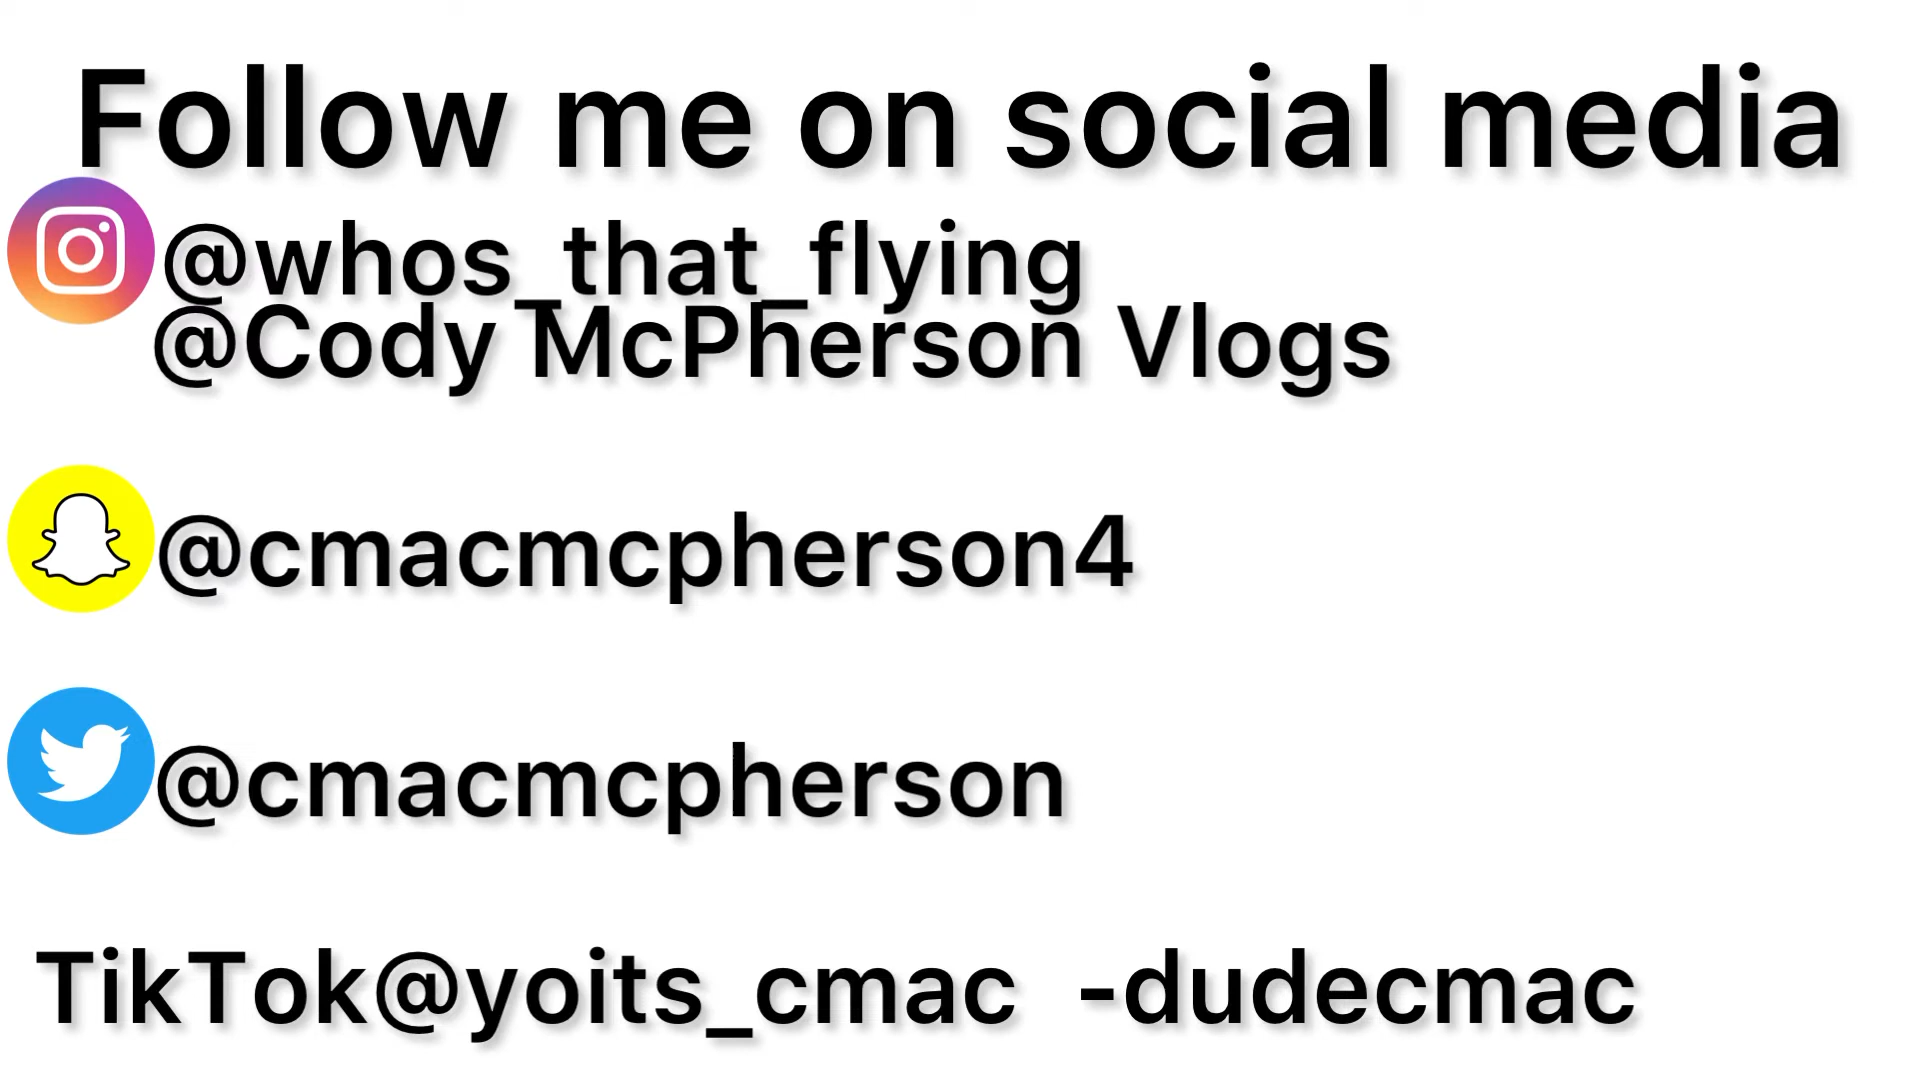 Follow me on social media
@whos_that_flying
@Cody McPherson Vlogs
@cmacmcpherson4
@cmacmcpherson
TikTok@yoits_cmac -dudecmac